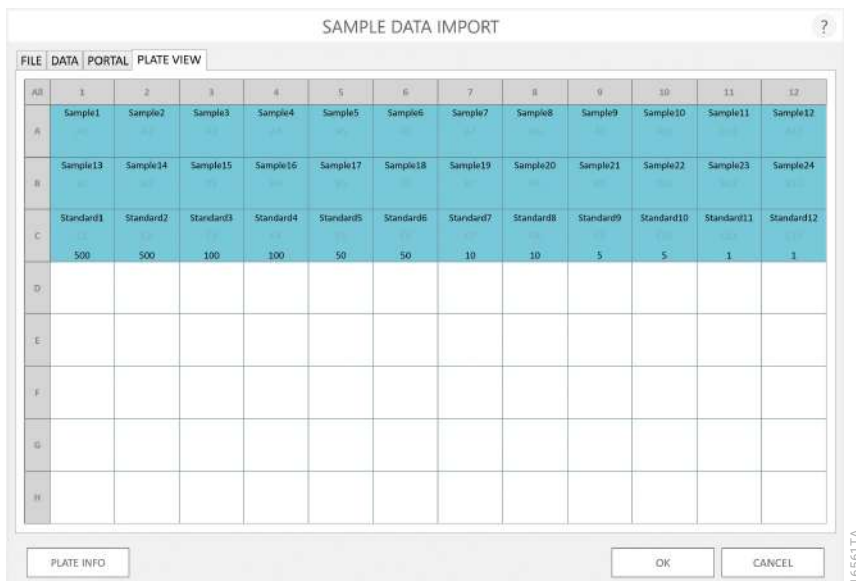 SAMPLE DATA IMPORT ?
FILE DATA PORTAL PLATE VIEW
All 1 2 3 4 5 6 7 8 9 10 11 12
Sample1 Sample2 Sample3 Sample4 Sample5 Sample6 Sample7 Sample8 Sample9 Sample10 Sample11 Sample12
A
Sample13 Sample14 Sample15 Sample16 Sample17 Sample18 Sample19 Sample20 Sample21 Sample22 Sample23 Sample24
B
Standard1 Standard2 Standard3 Standard4 Standard5 Standard6 Standard7 Standard8 Standard9 Standard10 Standard11 Standard12
C
500 500 100 100 50 50 10 10 5 5 1 1
D
E
F
G
H
PLATE INFO OK CANCEL